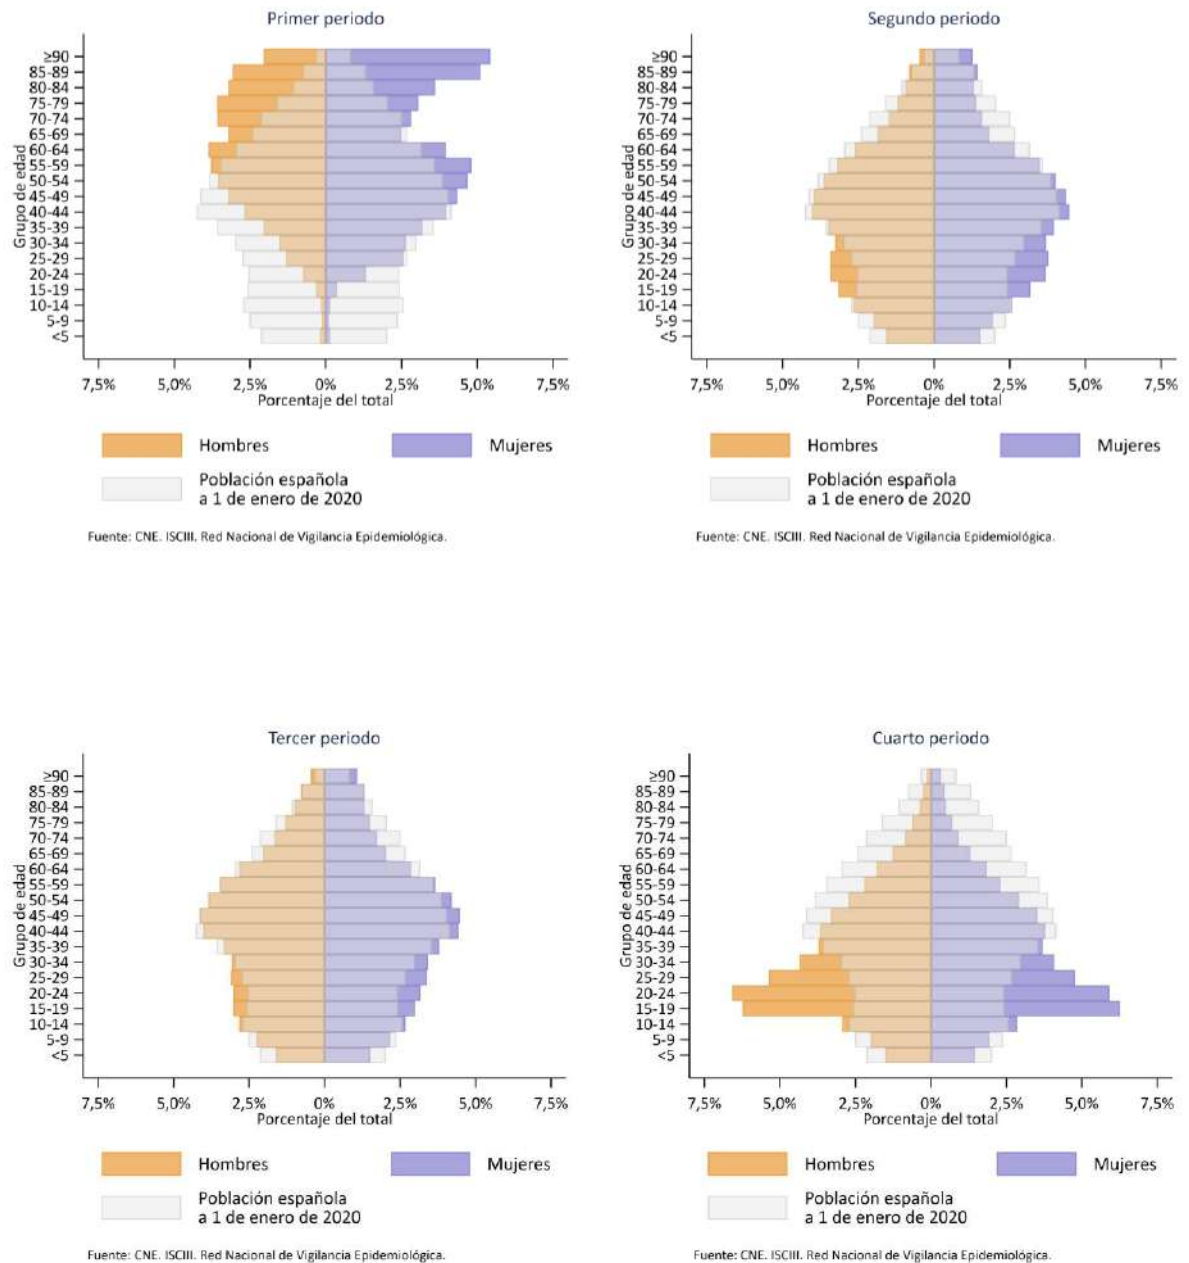 Primer periodo
Grupo de edad
≥90
85-89
80-84
75-79
70-74
65-69
60-64
55-59
50-54
45-49
40-44
35-39
30-34
25-29
20-24
15-19
10-14
5-9
<5
7,5% 5,0% 2,5% 0% 2,5% 5,0% 7,5%
Porcentaje del total
Hombres Mujeres
Población española
a 1 de enero de 2020
Fuente: CNE. ISCIII. Red Nacional de Vigilancia Epidemiológica.
Segundo periodo
Grupo de edad
≥90
85-89
80-84
75-79
70-74
65-69
60-64
55-59
50-54
45-49
40-44
35-39
30-34
25-29
20-24
15-19
10-14
5-9
<5
7,5% 5,0% 2,5% 0% 2,5% 5,0% 7,5%
Porcentaje del total
Hombres Mujeres
Población española
a 1 de enero de 2020
Fuente: CNE. ISCIII. Red Nacional de Vigilancia Epidemiológica.
Tercer periodo
Grupo de edad
≥90
85-89
80-84
75-79
70-74
65-69
60-64
55-59
50-54
45-49
40-44
35-39
30-34
25-29
20-24
15-19
10-14
5-9
<5
7,5% 5,0% 2,5% 0% 2,5% 5,0% 7,5%
Porcentaje del total
Hombres Mujeres
Población española
a 1 de enero de 2020
Fuente: CNE. ISCIII. Red Nacional de Vigilancia Epidemiológica.
Cuarto periodo
Grupo de edad
≥90
85-89
80-84
75-79
70-74
65-69
60-64
55-59
50-54
45-49
40-44
35-39
30-34
25-29
20-24
15-19
10-14
5-9
<5
7,5% 5,0% 2,5% 0% 2,5% 5,0% 7,5%
Porcentaje del total
Hombres Mujeres
Población española
a 1 de enero de 2020
Fuente: CNE. ISCIII. Red Nacional de Vigilancia Epidemiológica.